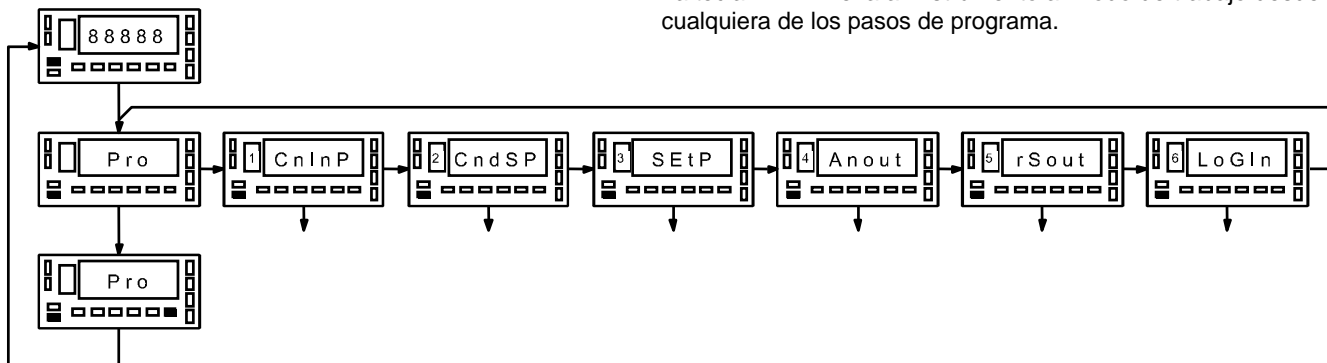 cualquiera de los pasos de programa.
88888
Pro
1 CnInP
2 CndSP
3 SEtP
4 Anout
5 rSout
6 LoGIn
Pro